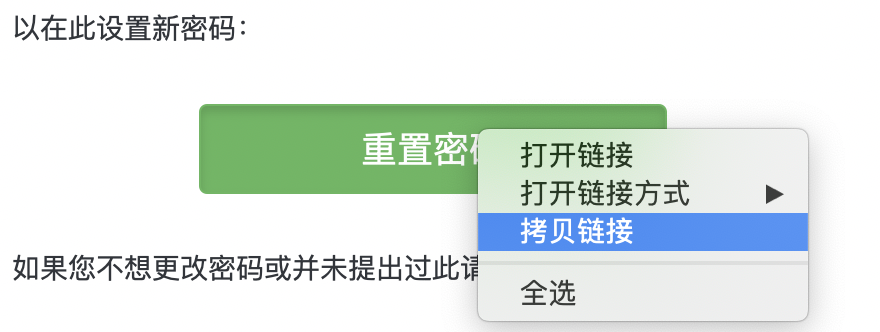 以在此设置新密码：
重置密
打开链接
打开链接方式
拷贝链接
全选
如果您不想更改密码或并未提出过此